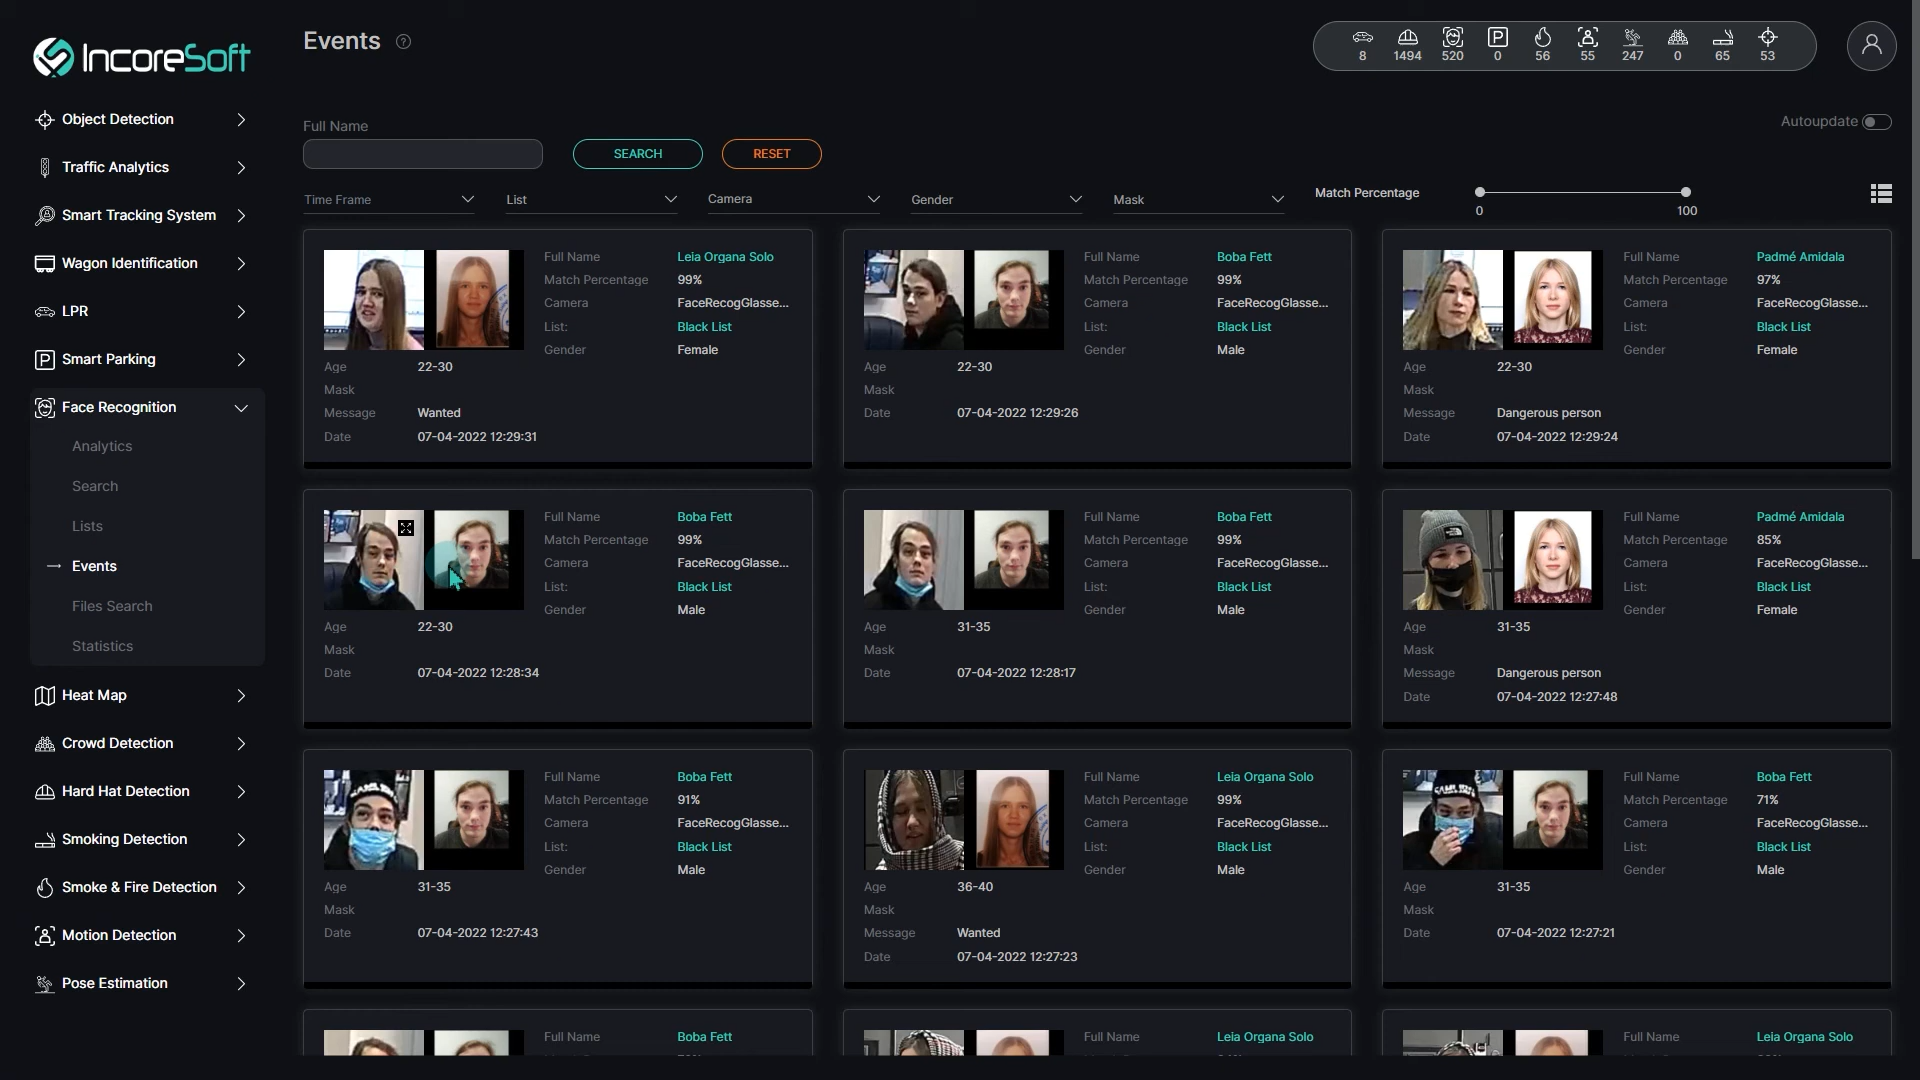 IncoreSoft
Events
8 1494 520 0 56 55 247 0 65 53
Object Detection
Traffic Analytics
Smart Tracking System
Wagon Identification
LPR
Smart Parking
Face Recognition
Analytics
Search
Lists
Events
Files Search
Statistics
Heat Map
Crowd Detection
Hard Hat Detection
Smoking Detection
Smoke & Fire Detection
Motion Detection
Pose Estimation
Full Name
SEARCH RESET
Autoupdate
Time Frame List Camera Gender Mask Match Percentage 0 100
Full Name Leia Organa Solo
Match Percentage 99%
Camera FaceRecogGlasse...
List: Black List
Gender Female
Age 22-30
Mask
Message Wanted
Date 07-04-2022 12:29:31
Full Name Boba Fett
Match Percentage 99%
Camera FaceRecogGlasse...
List: Black List
Gender Male
Age 22-30
Mask
Date 07-04-2022 12:29:26
Full Name Padmé Amidala
Match Percentage 97%
Camera FaceRecogGlasse...
List: Black List
Gender Female
Age 22-30
Mask
Message Dangerous person
Date 07-04-2022 12:29:24
Full Name Boba Fett
Match Percentage 99%
Camera FaceRecogGlasse...
List: Black List
Gender Male
Age 22-30
Mask
Date 07-04-2022 12:28:34
Full Name Boba Fett
Match Percentage 99%
Camera FaceRecogGlasse...
List: Black List
Gender Male
Age 31-35
Mask
Date 07-04-2022 12:28:17
Full Name Padmé Amidala
Match Percentage 85%
Camera FaceRecogGlasse...
List: Black List
Gender Female
Age 31-35
Mask
Message Dangerous person
Date 07-04-2022 12:27:48
Full Name Boba Fett
Match Percentage 91%
Camera FaceRecogGlasse...
List: Black List
Gender Male
Age 31-35
Mask
Date 07-04-2022 12:27:43
Full Name Leia Organa Solo
Match Percentage 99%
Camera FaceRecogGlasse...
List: Black List
Gender Male
Age 36-40
Mask
Message Wanted
Date 07-04-2022 12:27:23
Full Name Boba Fett
Match Percentage 71%
Camera FaceRecogGlasse...
List: Black List
Gender Male
Age 31-35
Mask
Date 07-04-2022 12:27:21
Full Name Boba Fett
Full Name Leia Organa Solo
Full Name Leia Organa Solo